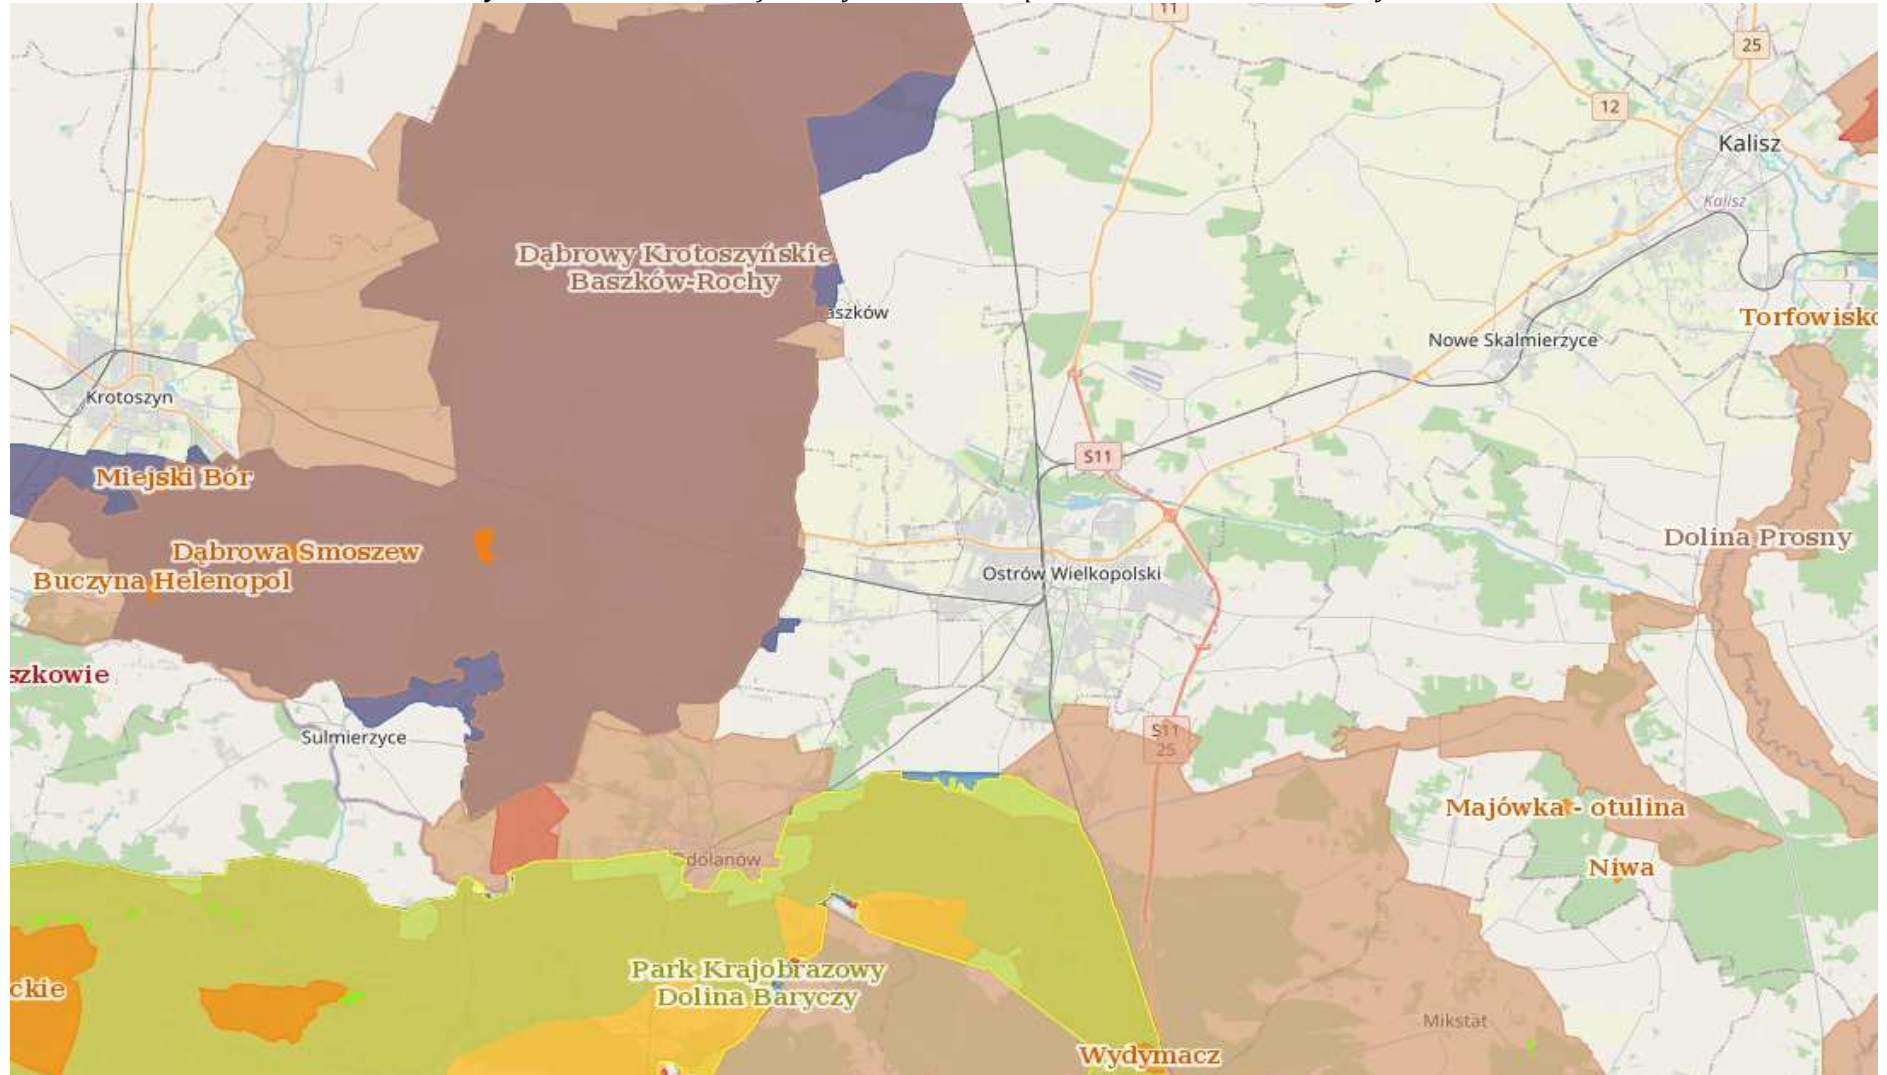 11
25
12
Kalisz
Kalisz
Dąbrowy Krotoszyńskie
Baszków-Rochy
aszków
Torfowisko
Nowe Skalmierzyce
Krotoszyn
S11
Miejski Bór
Dolina Prosny
Dąbrowa Smoszew
Buczyna Helenopol
Ostrów Wielkopolski
szkowie
Sulmierzyce
S11
25
Majówka - otulina
dolanów
Niwa
Park Krajobrazowy
Dolina Baryczy
ckie
Mikstat
Wydymacz